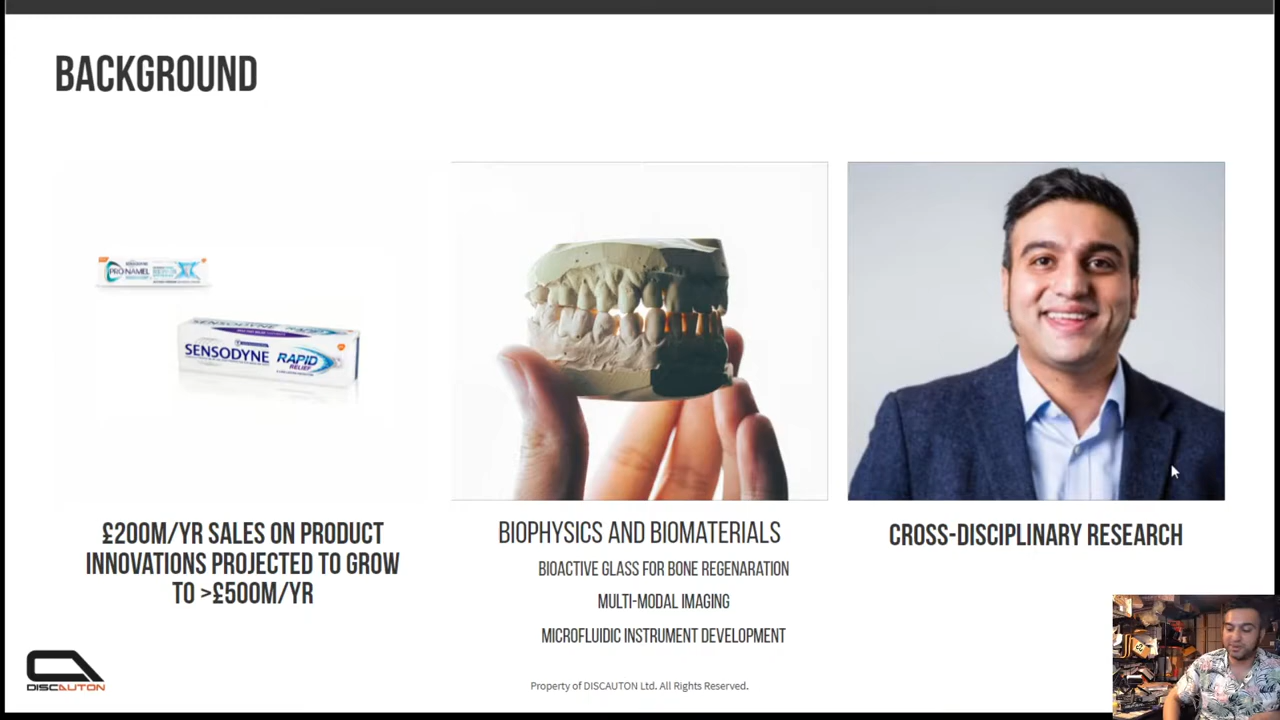 BACKGROUND
PRONAMEL
SENSODYNE
RAPID
RELIEF
£200M/YR SALES ON PRODUCT
INNOVATIONS PROJECTED TO GROW
TO >£500M/YR
BIOPHYSICS AND BIOMATERIALS
BIOACTIVE GLASS FOR BONE REGENARATION
MULTI-MODAL IMAGING
MICROFLUIDIC INSTRUMENT DEVELOPMENT
CROSS-DISCIPLINARY RESEARCH
DISCAUTON
Property of DISCAUTON Ltd. All Rights Reserved.